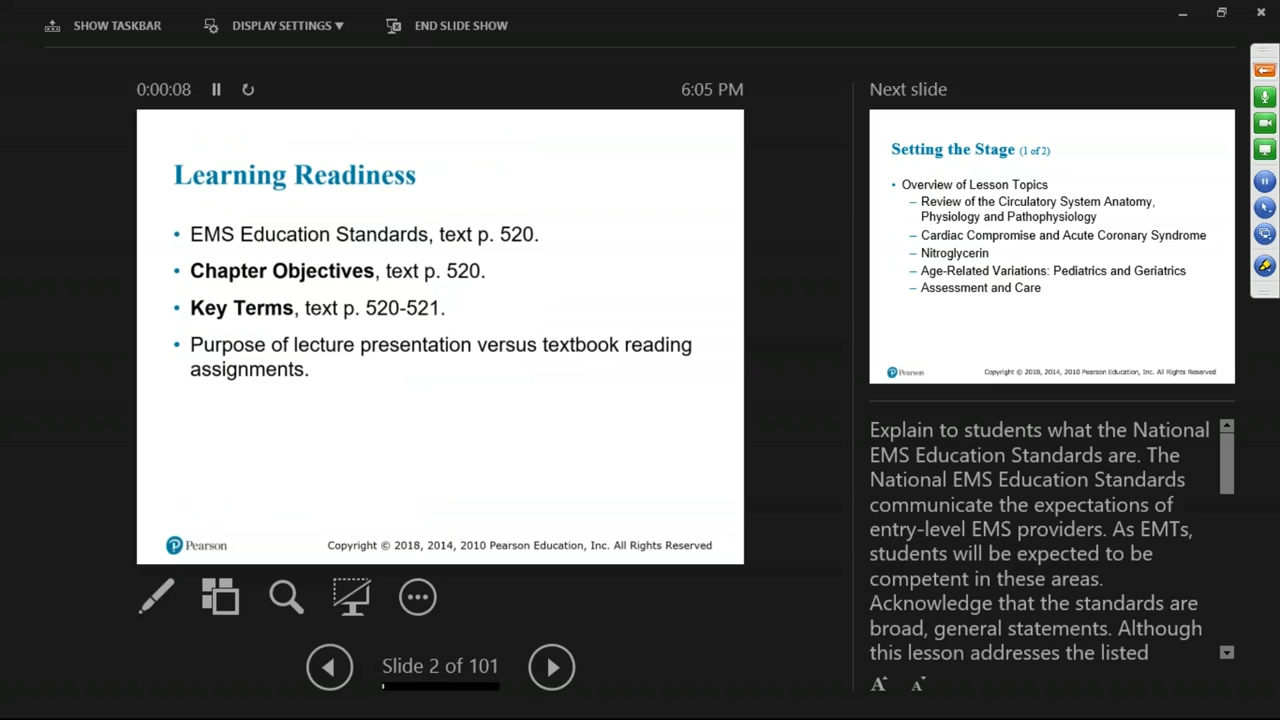 SHOW TASKBAR
DISPLAY SETTINGS ▼
END SLIDE SHOW
0:00:08
6:05 PM
Learning Readiness
• EMS Education Standards, text p. 520.
• Chapter Objectives, text p. 520.
• Key Terms, text p. 520-521.
• Purpose of lecture presentation versus textbook reading
assignments.
Pearson
Copyright © 2018, 2014, 2010 Pearson Education, Inc. All Rights Reserved
Slide 2 of 101
Next slide
Setting the Stage (1 of 2)
• Overview of Lesson Topics
– Review of the Circulatory System Anatomy,
Physiology and Pathophysiology
– Cardiac Compromise and Acute Coronary Syndrome
– Nitroglycerin
– Age-Related Variations: Pediatrics and Geriatrics
– Assessment and Care
Pearson
Copyright © 2018, 2014, 2010 Pearson Education, Inc. All Rights Reserved
Explain to students what the National
EMS Education Standards are. The
National EMS Education Standards
communicate the expectations of
entry-level EMS providers. As EMTs,
students will be expected to be
competent in these areas.
Acknowledge that the standards are
broad, general statements. Although
this lesson addresses the listed
A A